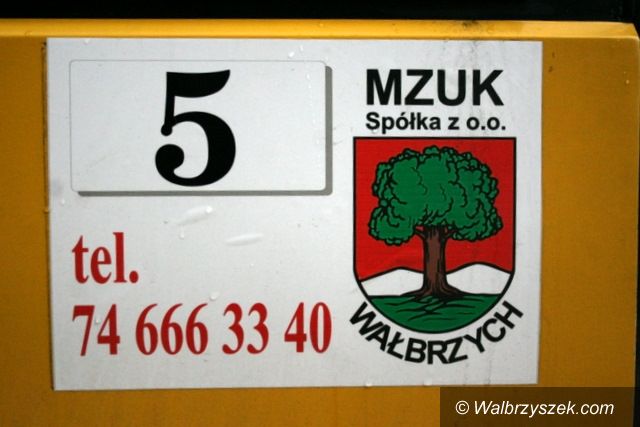 5
MZUK
Spółka z o.o.
WAŁBRZYCH
tel.
74 666 33 40
© Walbrzyszek.com